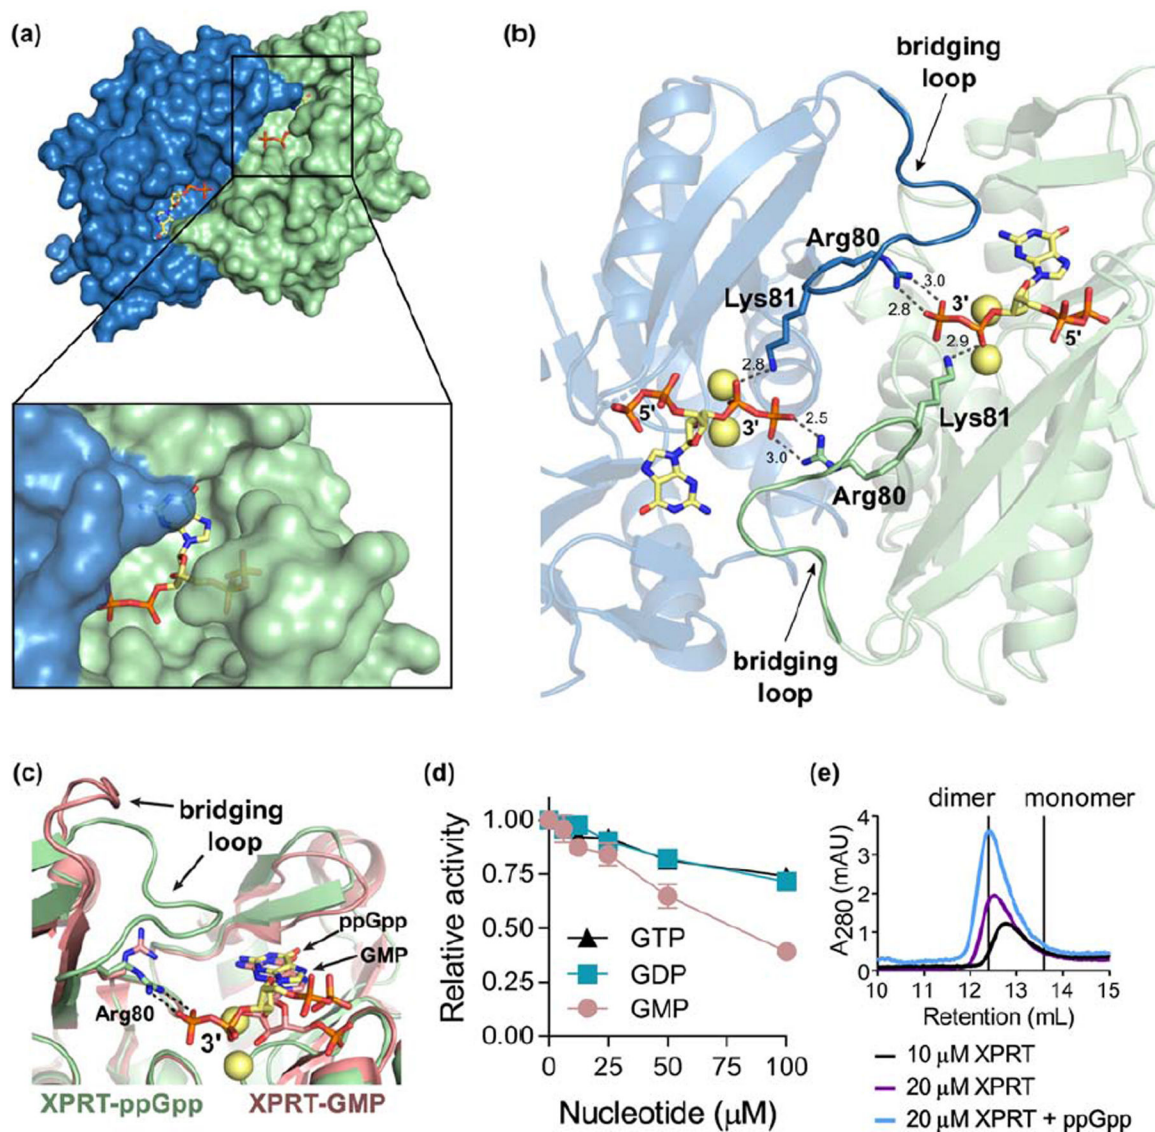 (a)
(b)
bridging
loop
Arg80
3.0
Lys81
3'
2.8
5'
2.9
2.8
5'
3'
2.5
Lys81
3.0
Arg80
bridging
loop
(c)
bridging
loop
ppGpp
GMP
Arg80
3'
XPRT-ppGpp
XPRT-GMP
(d)
Relative activity
1.00
0.75
0.50
0.25
0.00
GTP
GDP
GMP
0 25 50 75 100
Nucleotide (μM)
(e)
dimer monomer
A280 (mAU)
4
3
2
1
0
10 11 12 13 14 15
Retention (mL)
10 μM XPRT
20 μM XPRT
20 μM XPRT + ppGpp